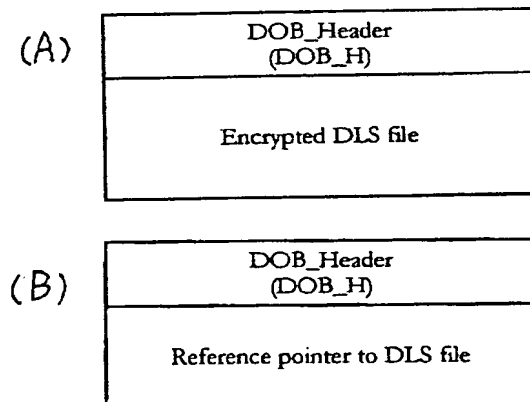 (A)
DOB_Header
(DOB_H)
Encrypted DLS file
(B)
DOB_Header
(DOB_H)
Reference pointer to DLS file